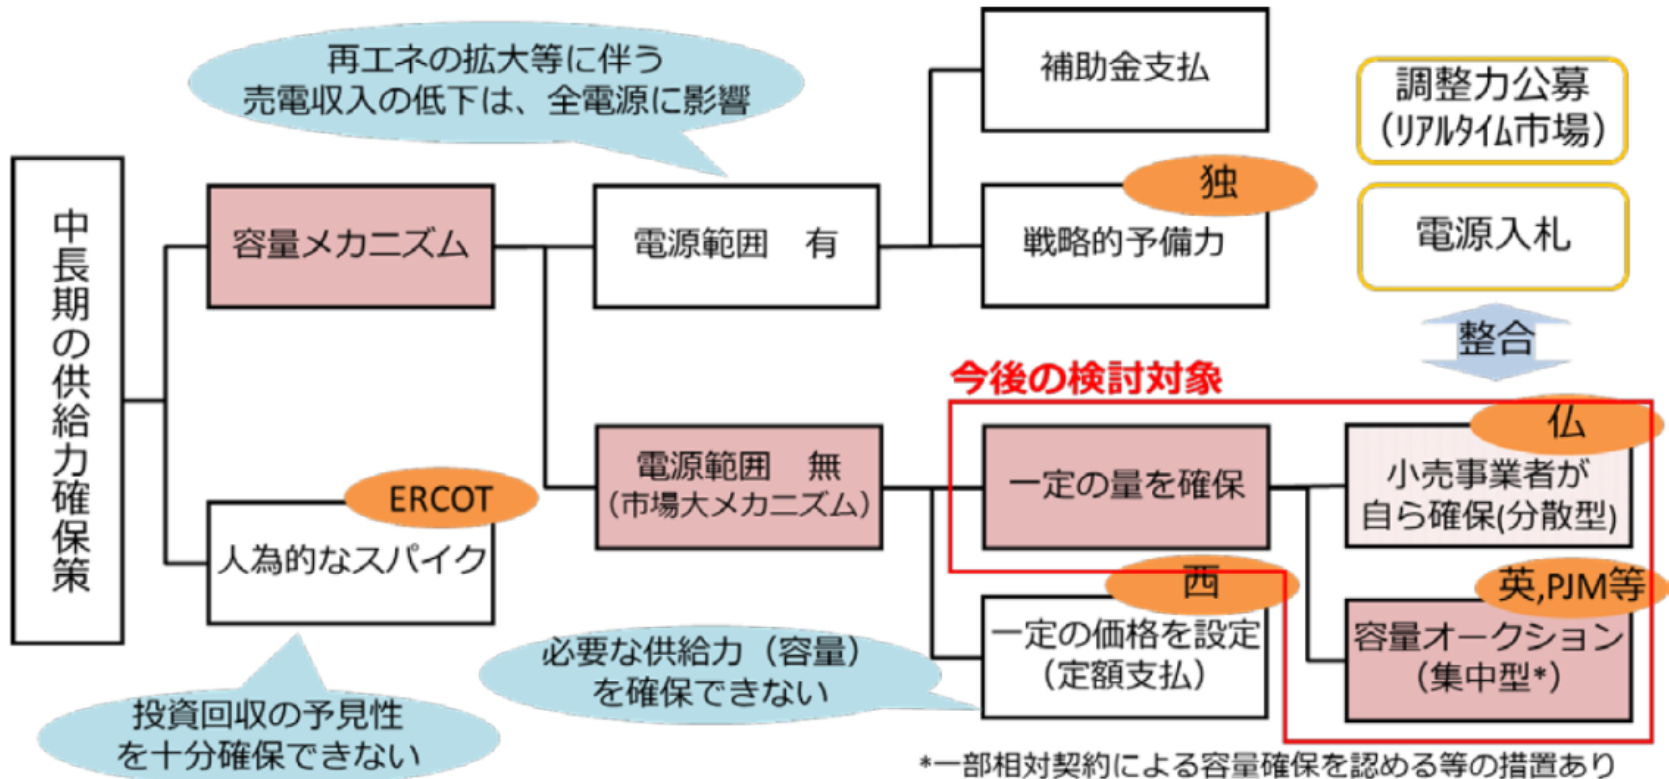 再エネの拡大等に伴う
売電収入の低下は、全電源に影響
補助金支払
調整力公募
(ﾘｱﾙﾀｲﾑ市場)
中長期の供給力確保策
容量メカニズム
電源範囲　有
独
戦略的予備力
電源入札
整合
今後の検討対象
ERCOT
人為的なスパイク
電源範囲　無
(市場大メカニズム)
一定の量を確保
仏
小売事業者が
自ら確保(分散型)
西
一定の価格を設定
(定額支払)
英,PJM等
容量オークション
(集中型*)
必要な供給力（容量）
を確保できない
投資回収の予見性
を十分確保できない
*一部相対契約による容量確保を認める等の措置あり